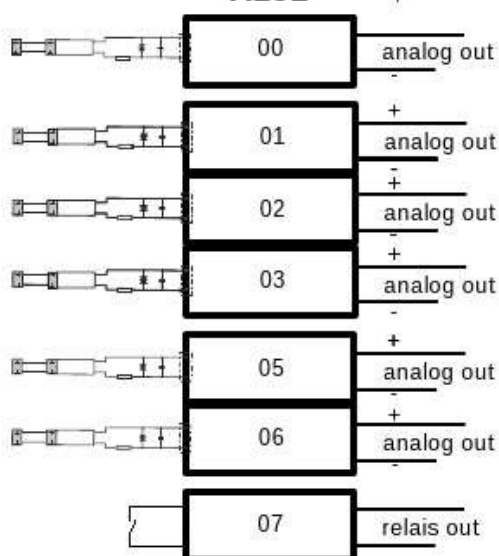 +
00 analog out
-
+
01 analog out
-
+
02 analog out
-
+
03 analog out
-
+
05 analog out
-
+
06 analog out
-
07 relais out